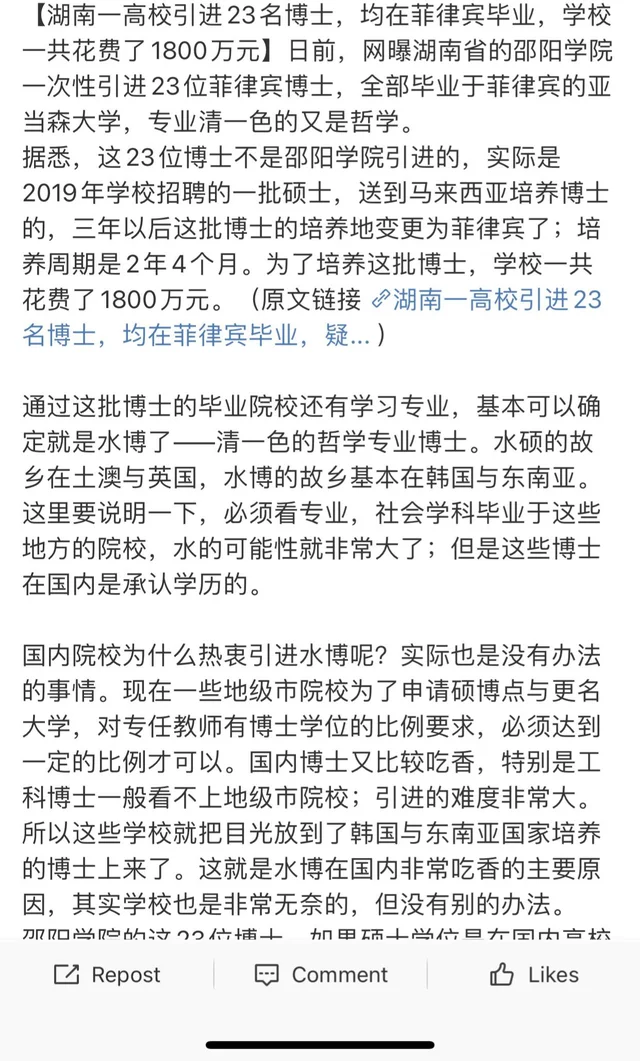 【湖南一高校引进23名博士，均在菲律宾毕业，学校
一共花费了1800万元】日前，网曝湖南省的邵阳学院
一次性引进23位菲律宾博士，全部毕业于菲律宾的亚
当森大学，专业清一色的又是哲学。
据悉，这23位博士不是邵阳学院引进的，实际是
2019年学校招聘的一批硕士，送到马来西亚培养博士
的，三年以后这批博士的培养地变更为菲律宾了；培
养周期是2年4个月。为了培养这批博士，学校一共
花费了1800万元。（原文链接 湖南一高校引进23
名博士，均在菲律宾毕业，疑... ）
通过这批博士的毕业院校还有学习专业，基本可以确
定就是水博了——清一色的哲学专业博士。水硕的故
乡在土澳与英国，水博的故乡基本在韩国与东南亚。
这里要说明一下，必须看专业，社会学科毕业于这些
地方的院校，水的可能性就非常大了；但是这些博士
在国内是承认学历的。
国内院校为什么热衷引进水博呢？实际也是没有办法
的事情。现在一些地级市院校为了申请硕博点与更名
大学，对专任教师有博士学位的比例要求，必须达到
一定的比例才可以。国内博士又比较吃香，特别是工
科博士一般看不上地级市院校；引进的难度非常大。
所以这些学校就把目光放到了韩国与东南亚国家培养
的博士上来了。这就是水博在国内非常吃香的主要原
因，其实学校也是非常无奈的，但没有别的办法。
邵阳学院的这23位博士，如果硕士学位是在国内高校
Repost
Comment
Likes